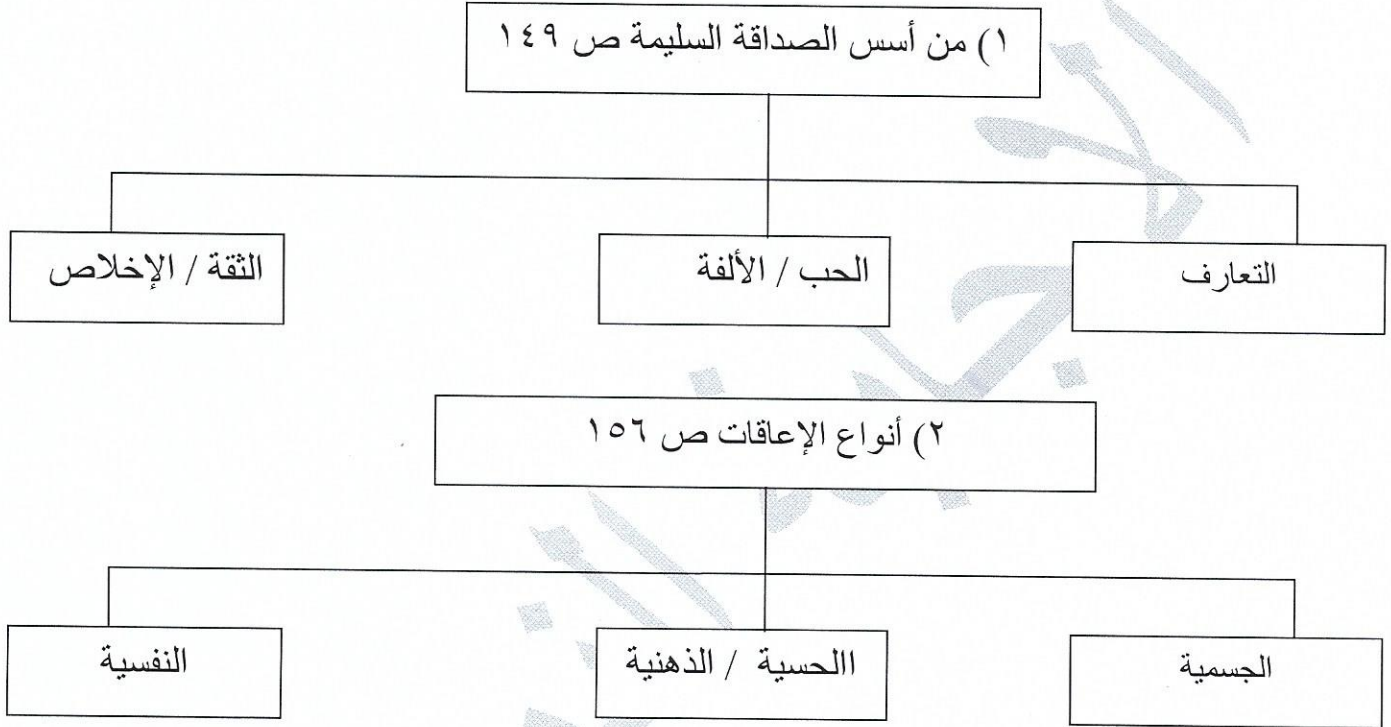 ١) من أسس الصداقة السليمة ص ١٤٩
التعارف
الحب / الألفة
الثقة / الإخلاص
٢) أنواع الإعاقات ص ١٥٦
الجسمية
االحسية / الذهنية
النفسية